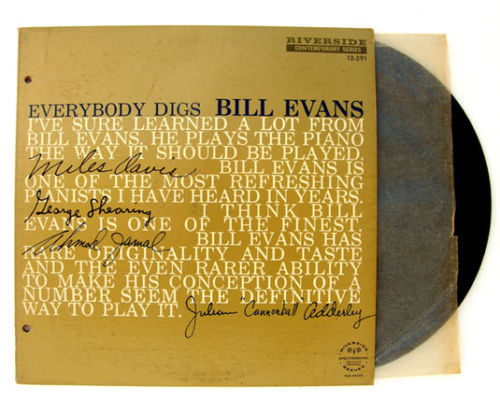 RIVERSIDE
CONTEMPORARY SERIES
12-291
EVERYBODY DIGS BILL EVANS
I'VE SURE LEARNED A LOT FROM
BILL EVANS. HE PLAYS THE PIANO
THE WAY IT SHOULD BE PLAYED.
Miles Davis BILL EVANS IS
ONE OF THE MOST REFRESHING
PIANISTS I HAVE HEARD IN YEARS.
George Shearing I THINK BILL
EVANS IS ONE OF THE FINEST.
Ahmad Jamal BILL EVANS HAS
RARE ORIGINALITY AND TASTE
AND THE EVEN RARER ABILITY
TO MAKE HIS CONCEPTION OF A
NUMBER SEEM THE DEFINITIVE
WAY TO PLAY IT. Julian "Cannonball" Adderley
RIVERSIDE
SPECTROSONIC